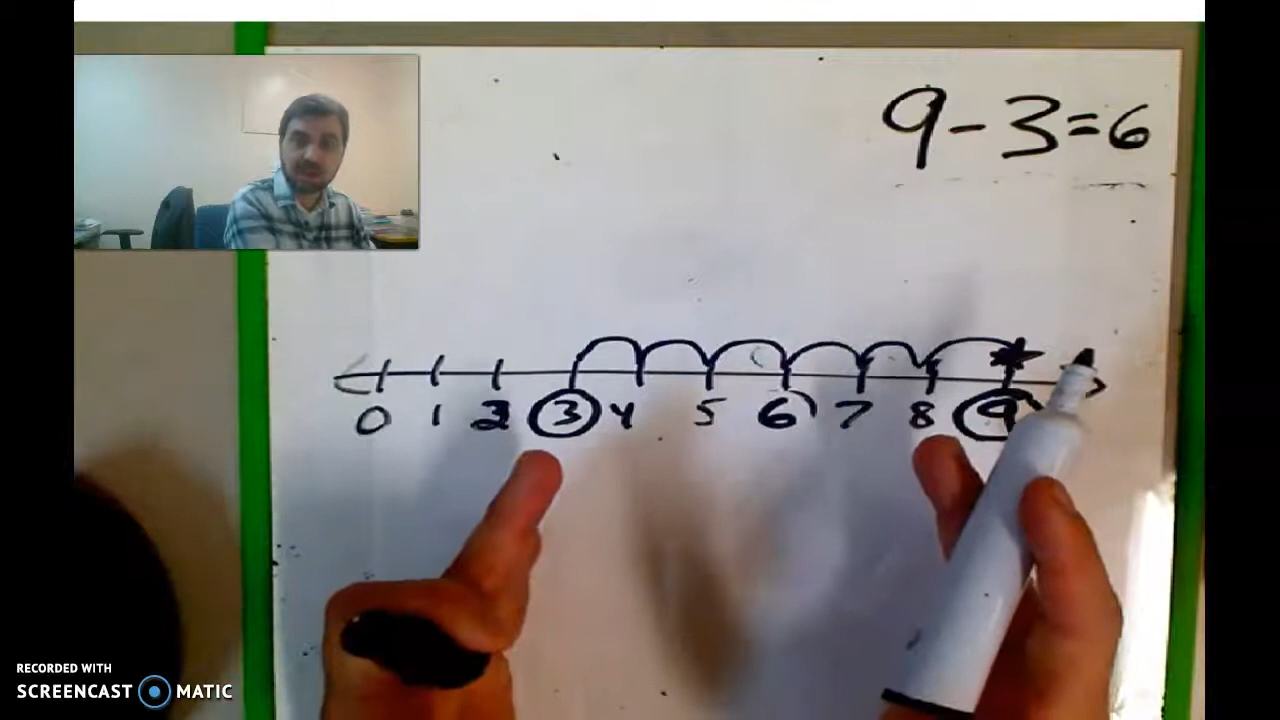 9 - 3 = 6
0 1 2 3 4 5 6 7 8 9
RECORDED WITH
SCREENCAST MATIC